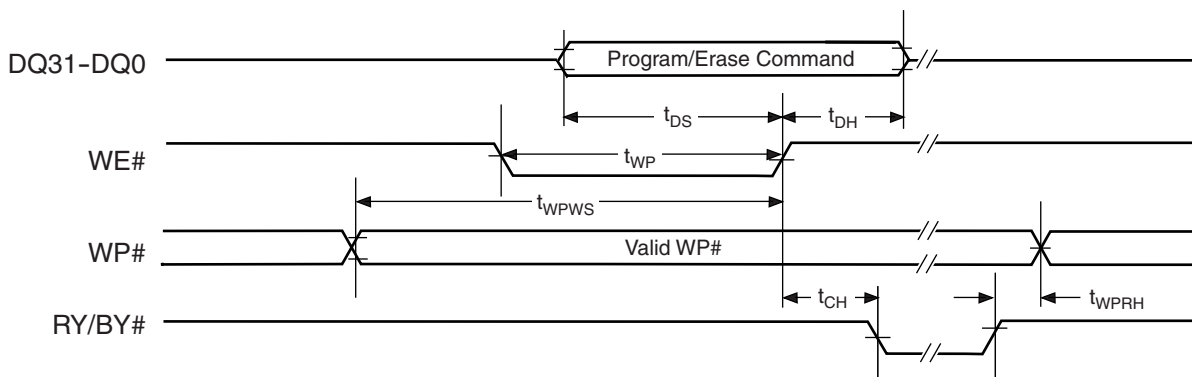 DQ31–DQ0
Program/Erase Command
tDS
tDH
WE#
tWP
tWPWS
WP#
Valid WP#
tCH
tWPRH
RY/BY#